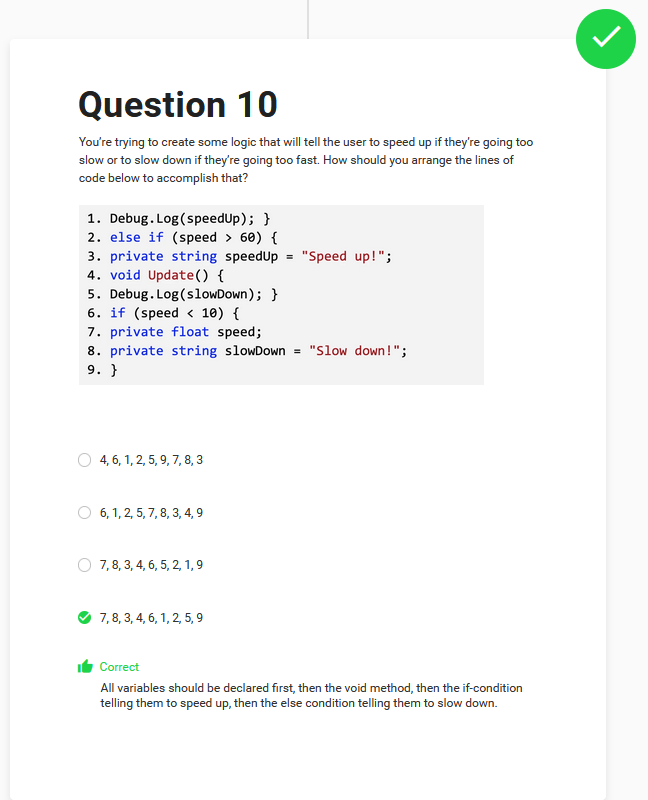 Question 10
You're trying to create some logic that will tell the user to speed up if they're going too
slow or to slow down if they're going too fast. How should you arrange the lines of
code below to accomplish that?
1. Debug.Log(speedUp); }
2. else if (speed > 60) {
3. private string speedUp = "Speed up!";
4. void Update() {
5. Debug.Log(slowDown); }
6. if (speed < 10) {
7. private float speed;
8. private string slowDown = "Slow down!";
9. }
4, 6, 1, 2, 5, 9, 7, 8, 3
6, 1, 2, 5, 7, 8, 3, 4, 9
7, 8, 3, 4, 6, 5, 2, 1, 9
7, 8, 3, 4, 6, 1, 2, 5, 9
Correct
All variables should be declared first, then the void method, then the if-condition
telling them to speed up, then the else condition telling them to slow down.